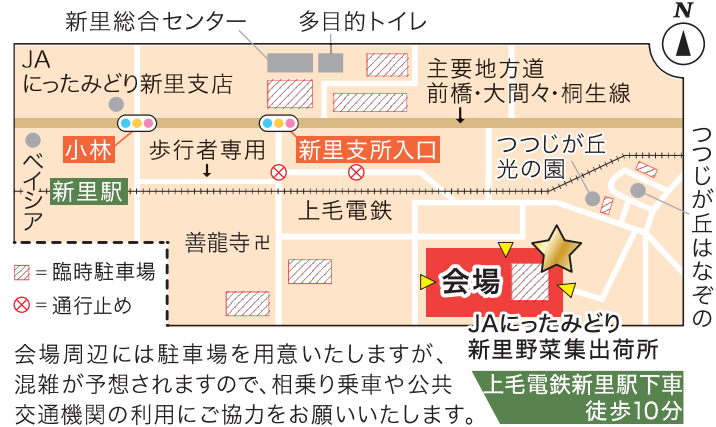 新里総合センター
多目的トイレ
N
JA
にったみどり新里支店
主要地方道
前橋・大間々・桐生線
小林
新里支所入口
歩行者専用
つつじが丘
光の園
ベイシア
新里駅
上毛電鉄
つつじが丘はなぞの
善龍寺卍
=臨時駐車場
=通行止め
会場
JAにったみどり
新里野菜集出荷所
会場周辺には駐車場を用意いたしますが、
混雑が予想されますので、相乗り乗車や公共
交通機関の利用にご協力をお願いいたします。
上毛電鉄新里駅下車
徒歩10分